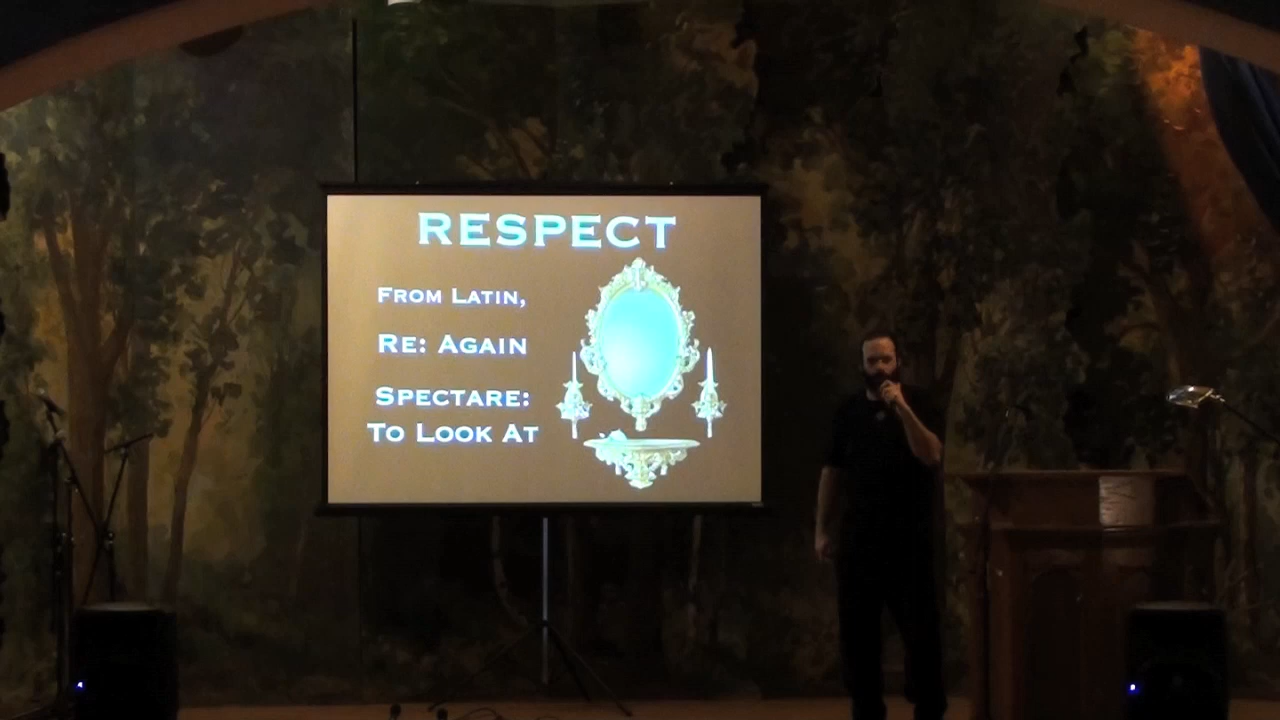 RESPECT
FROM LATIN,
RE: AGAIN
SPECTARE:
TO LOOK AT